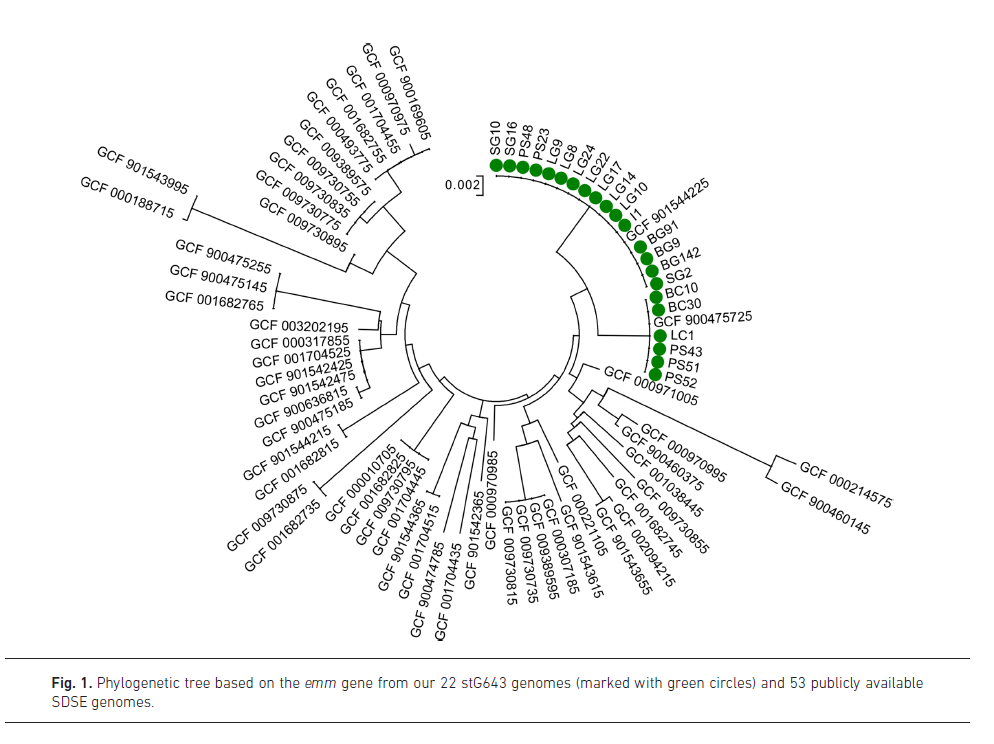 GCF 901543995
GCF 000188715
GCF 900475255
GCF 900475145
GCF 001682765
GCF 003202195
GCF 000317855
GCF 001704525
GCF 901542425
GCF 901542475
GCF 900636815
GCF 900475185
GCF 901544215
GCF 001682815
GCF 009730875
GCF 001682735
GCF 000010705
GCF 001682825
GCF 009730795
GCF 001704445
GCF 901544365
GCF 001704515
GCF 900474785
GCF 001704435
GCF 901542365
GCF 000970985
GCF 009730815
GCF 009730735
GCF 009389595
GCF 000307185
GCF 901543615
GCF 000221105
GCF 901543655
GCF 002094215
GCF 001682745
GCF 009730855
GCF 001038445
GCF 900460375
GCF 000970995
GCF 900460145
GCF 000214575
GCF 000971005
PS52
PS51
PS43
LC1
GCF 900475725
BC30
BC10
SG2
BG142
BG9
BG91
GCF 901544225
I1
LG10
LG14
LG17
LG22
LG24
LG8
LG9
PS23
PS48
SG16
SG10
0.002
GCF 900169605
GCF 000970975
GCF 001704455
GCF 001682755
GCF 000493775
GCF 009389575
GCF 009730755
GCF 009730835
GCF 009730775
GCF 009730895
Fig. 1. Phylogenetic tree based on the emm gene from our 22 stG643 genomes (marked with green circles) and 53 publicly available
SDSE genomes.